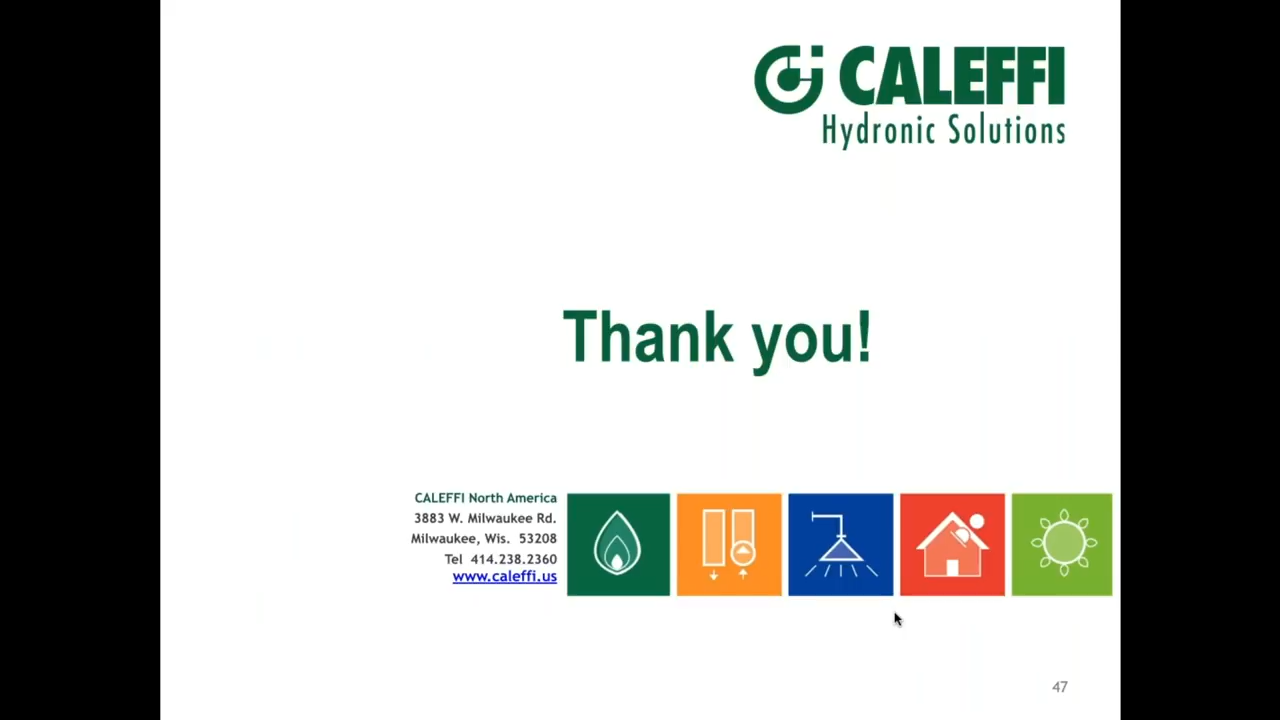 CALEFFI
Hydronic Solutions
Thank you!
CALEFFI North America
3883 W. Milwaukee Rd.
Milwaukee, Wis. 53208
Tel 414.238.2360
www.caleffi.us
47